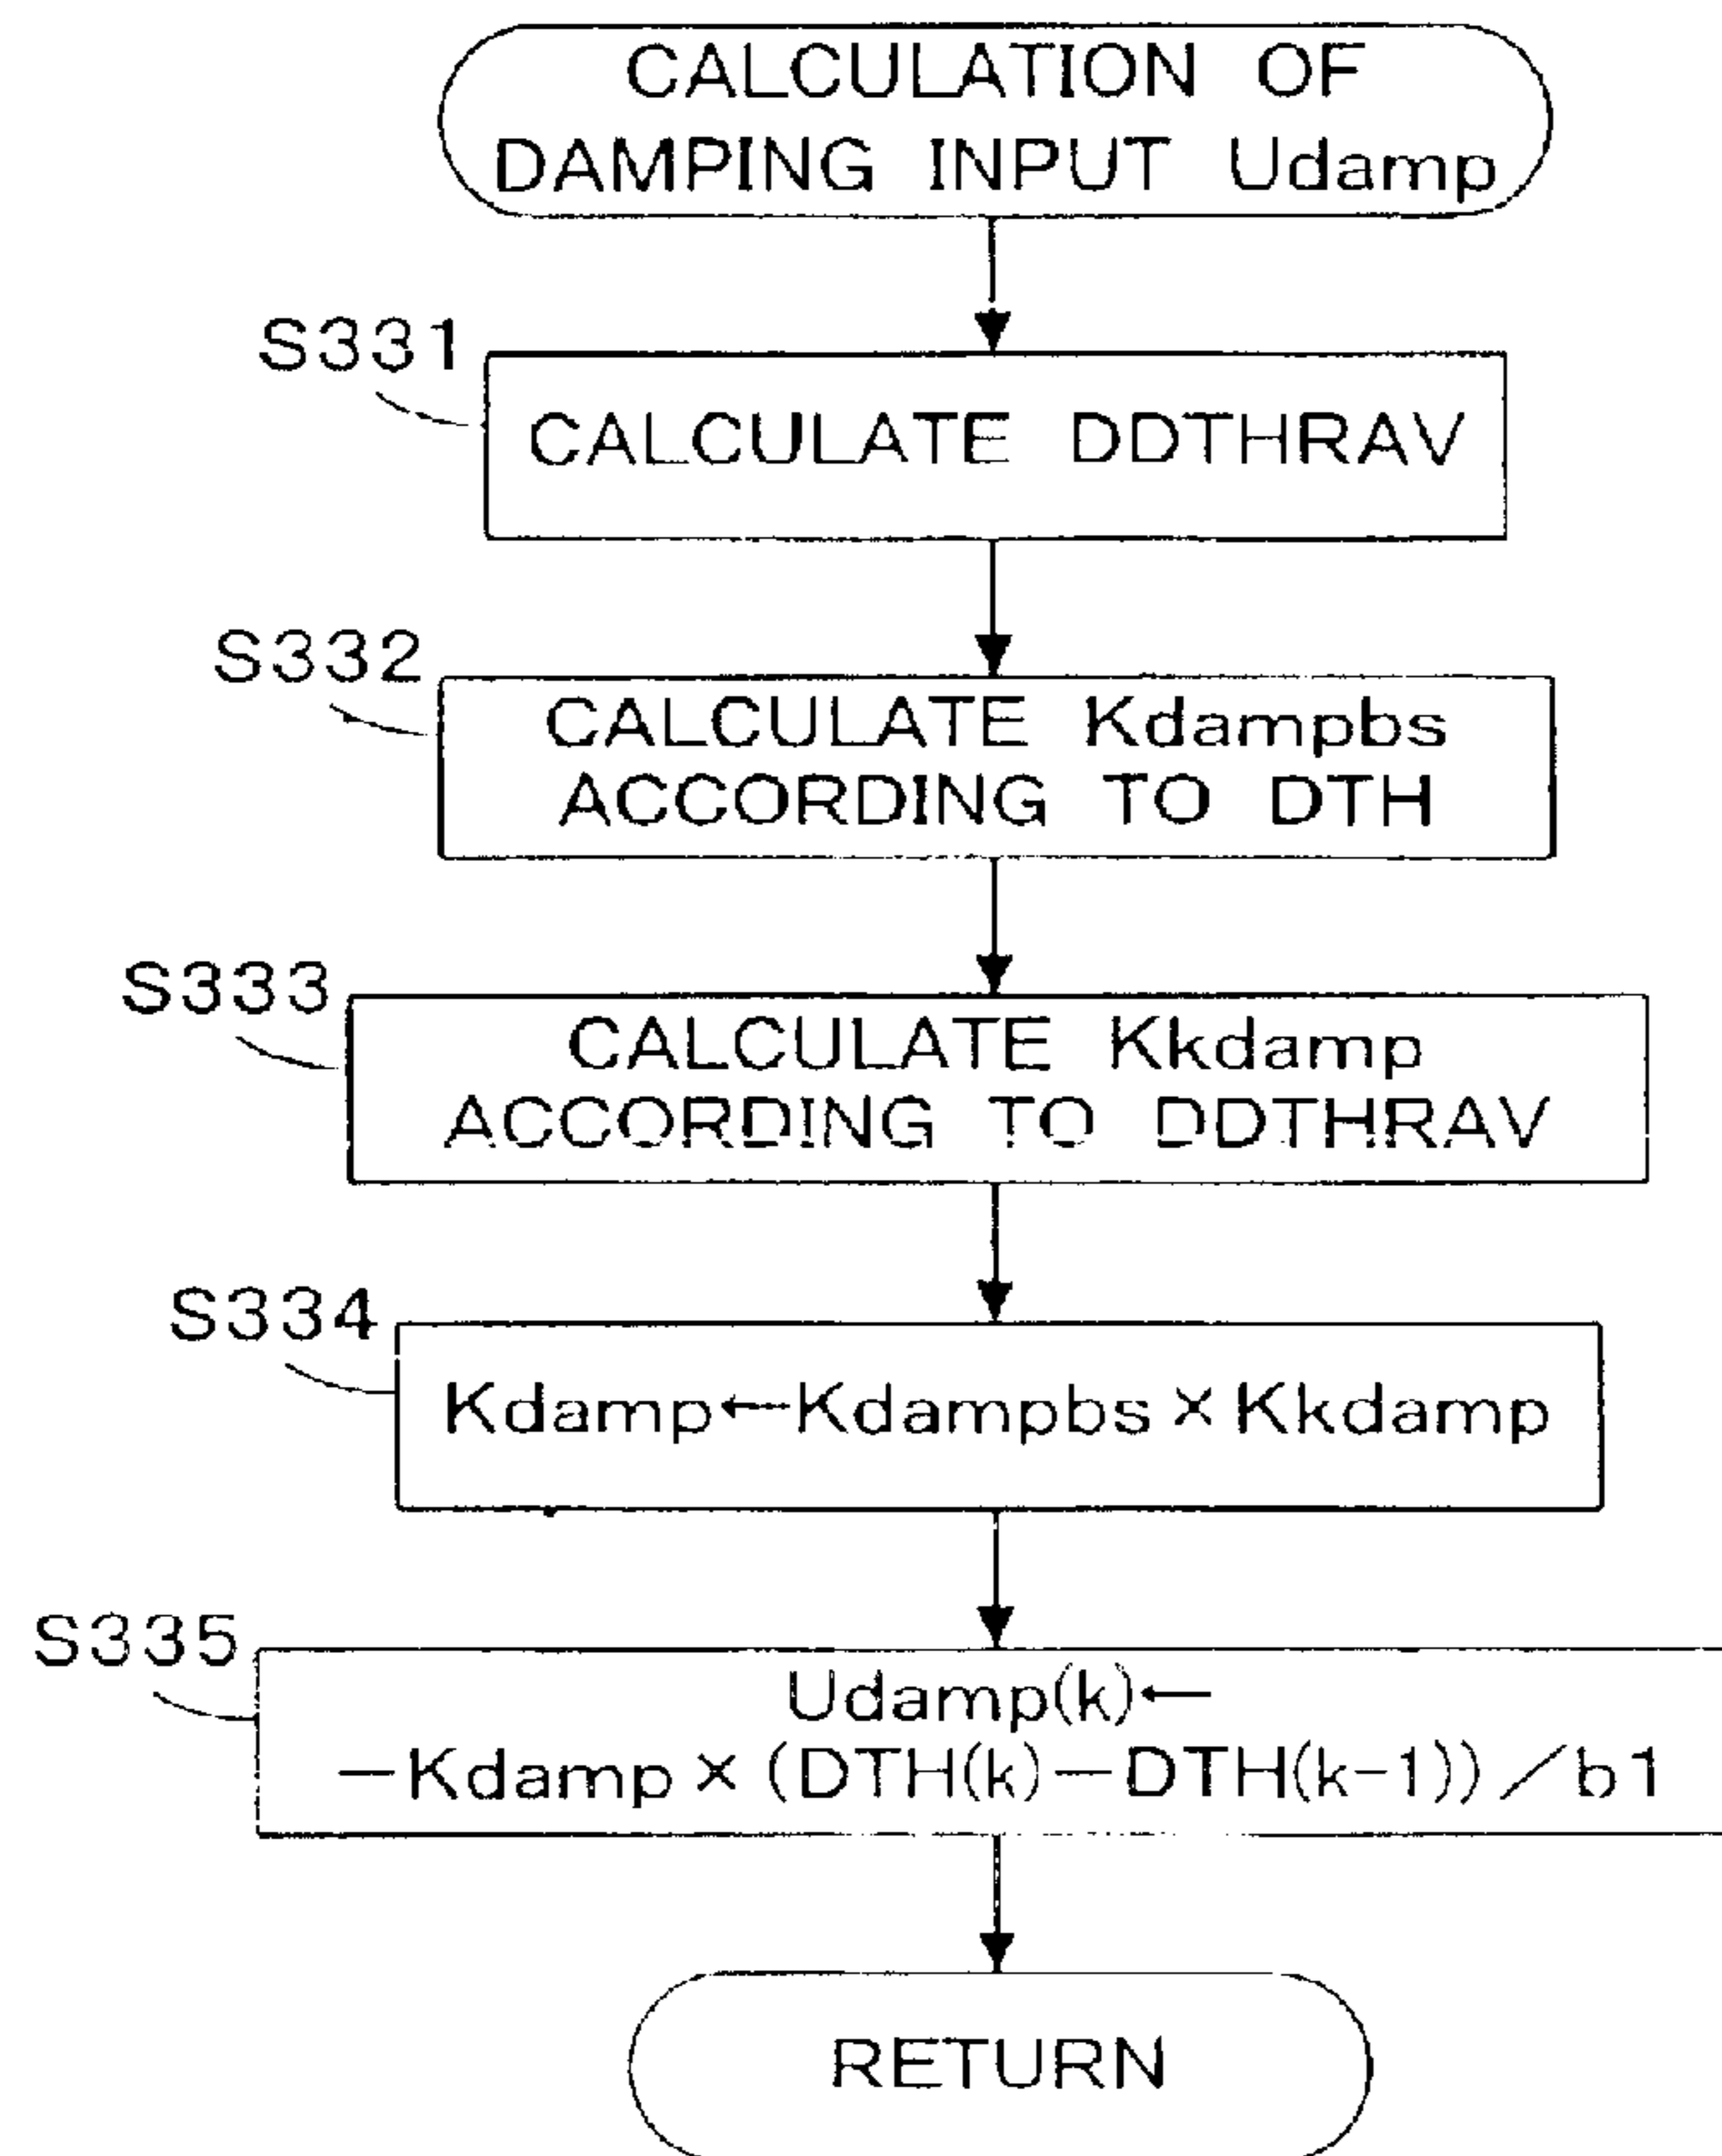 CALCULATION OF
DAMPING INPUT Udamp
S331
CALCULATE DDTHRAV
S332
CALCULATE Kdampbs
ACCORDING TO DTH
S333
CALCULATE Kkdamp
ACCORDING TO DDTHRAV
S334
Kdamp←Kdampbs×Kkdamp
S335
Udamp(k)←
−Kdamp×(DTH(k)−DTH(k−1))/b1
RETURN